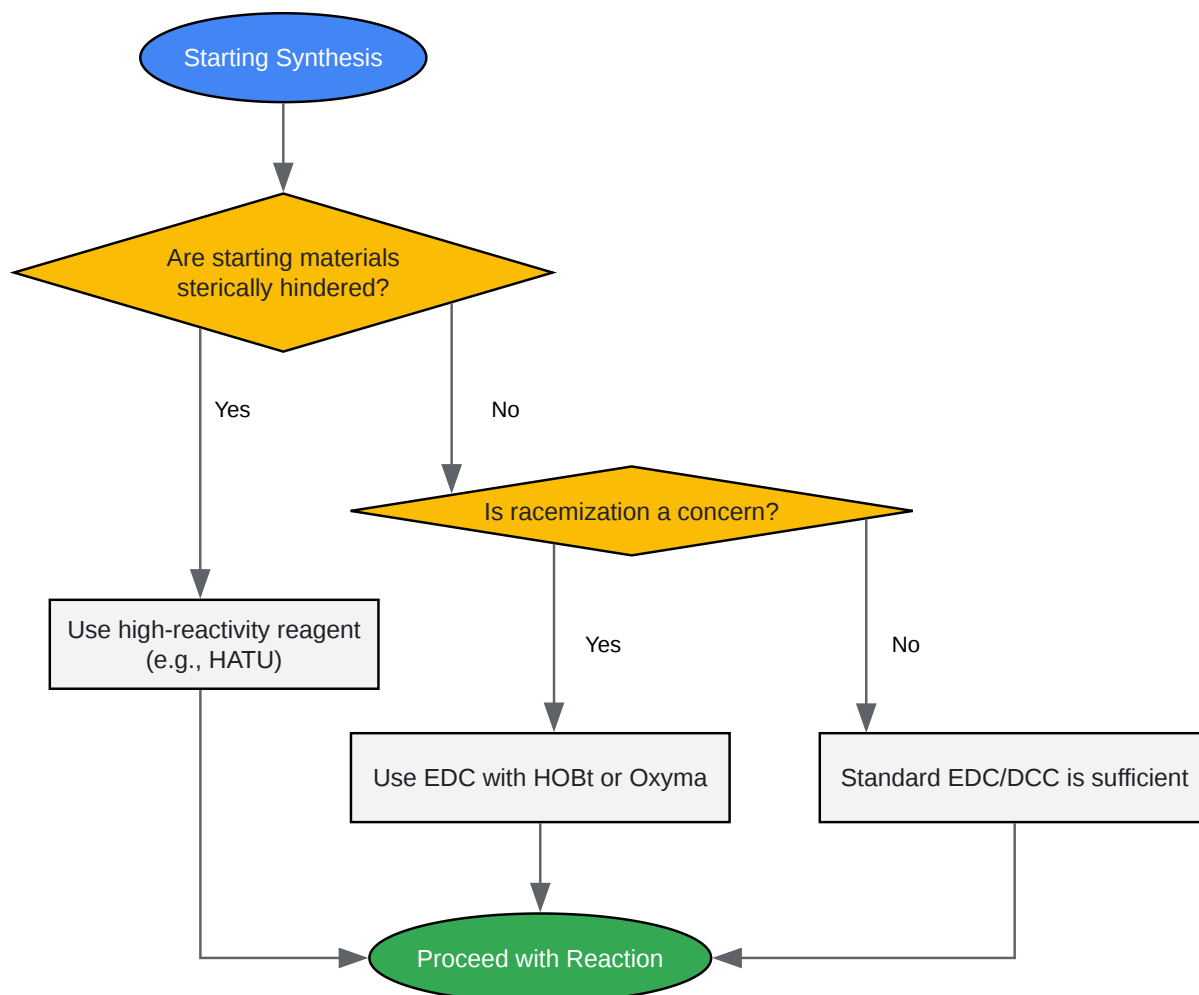 Starting Synthesis
Are starting materials
sterically hindered?
Yes
No
Is racemization a concern?
Use high-reactivity reagent
(e.g., HATU)
Yes
No
Use EDC with HOBt or Oxyma
Standard EDC/DCC is sufficient
Proceed with Reaction